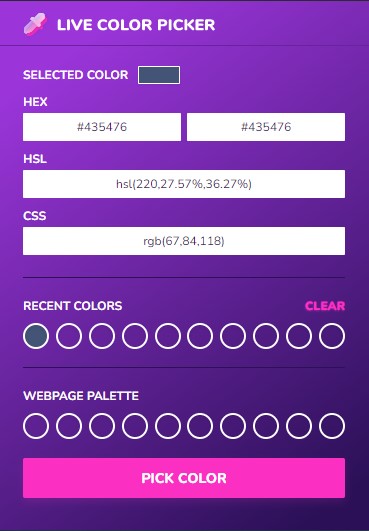 LIVE COLOR PICKER
SELECTED COLOR
HEX
#435476 #435476
HSL
hsl(220,27.57%,36.27%)
CSS
rgb(67,84,118)
RECENT COLORS CLEAR
WEBPAGE PALETTE
PICK COLOR